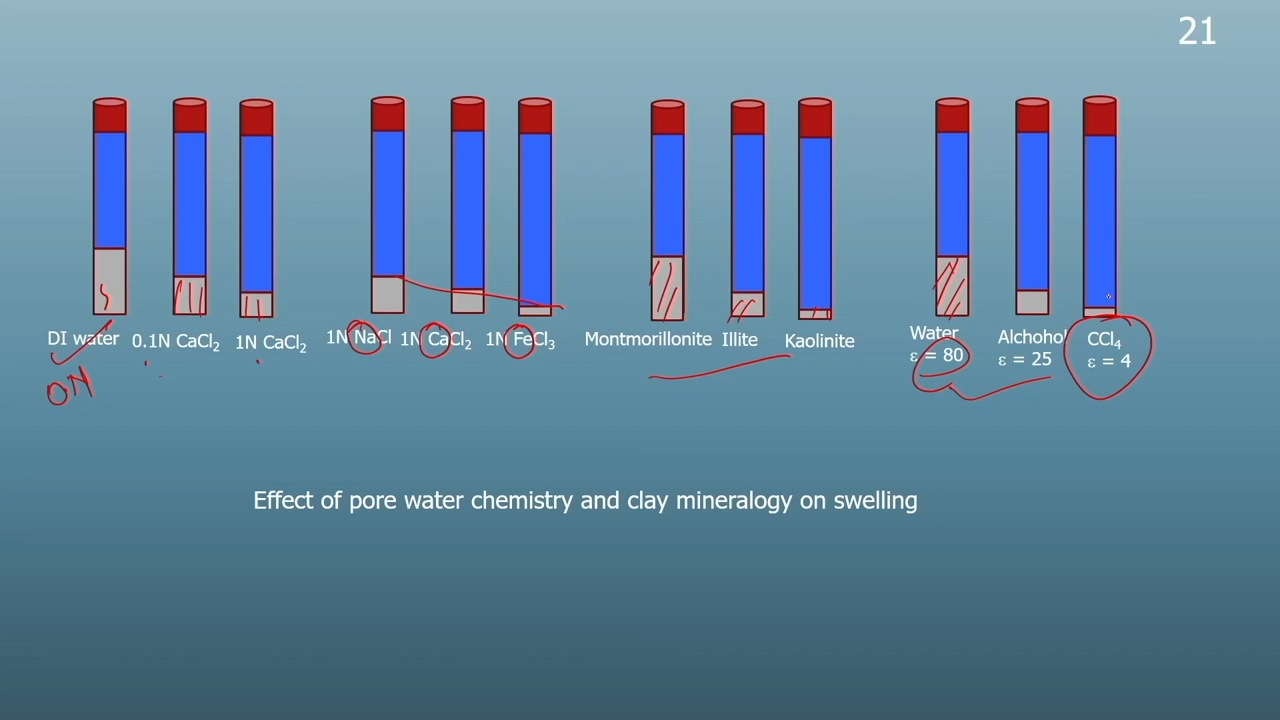 21
DI water
0.1N CaCl₂
1N CaCl₂
1N NaCl
1N CaCl₂
1N FeCl₃
Montmorillonite
Illite
Kaolinite
Water
ε = 80
Alchohol
ε = 25
CCl₄
ε = 4
ON
Effect of pore water chemistry and clay mineralogy on swelling